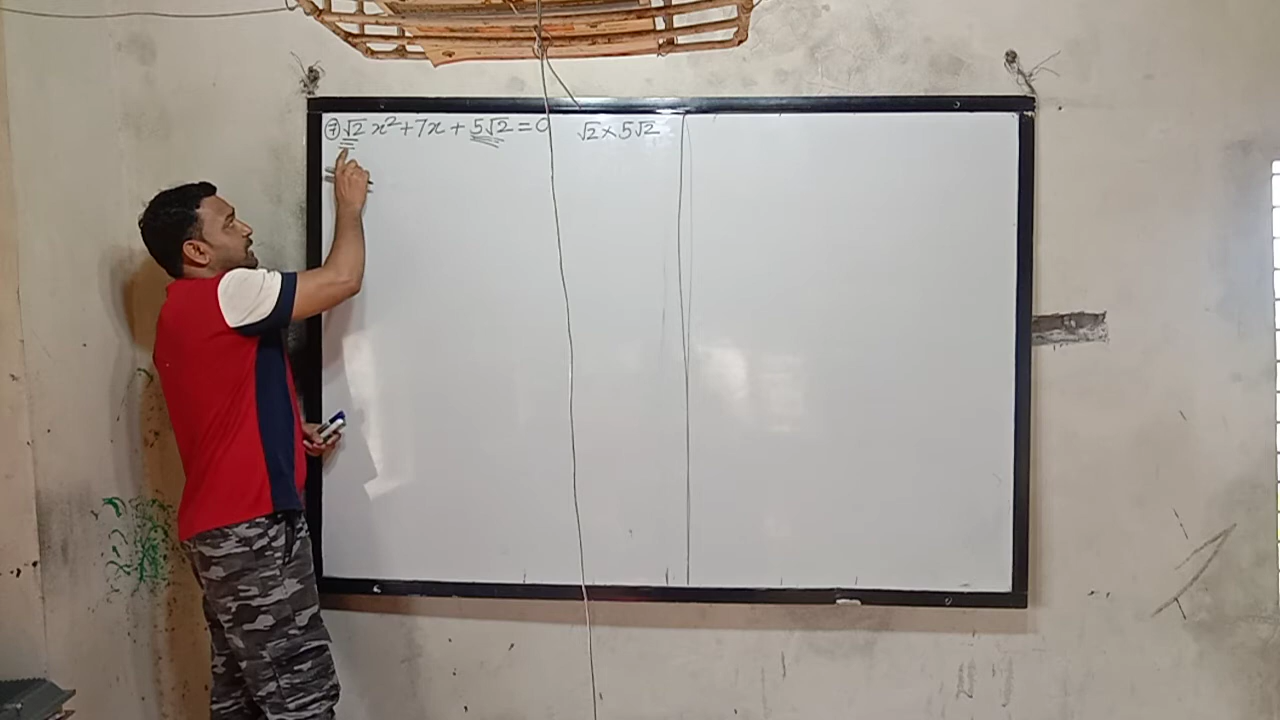 ⑦ √2 x² + 7x + 5√2 = 0
√2 × 5√2